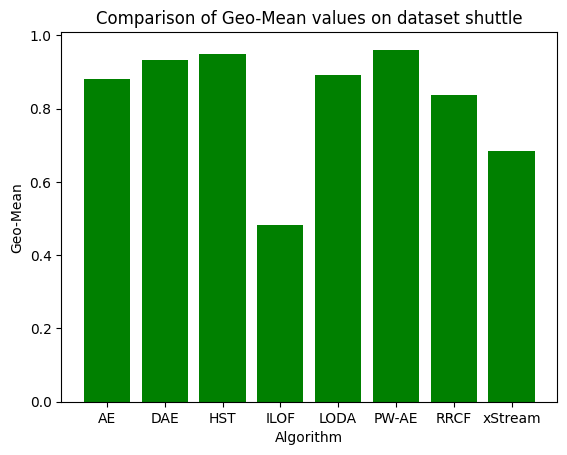 Comparison of Geo-Mean values on dataset shuttle
1.0
0.8
0.6
0.4
0.2
0.0
Geo-Mean
AE DAE HST ILOF LODA PW-AE RRCF xStream
Algorithm